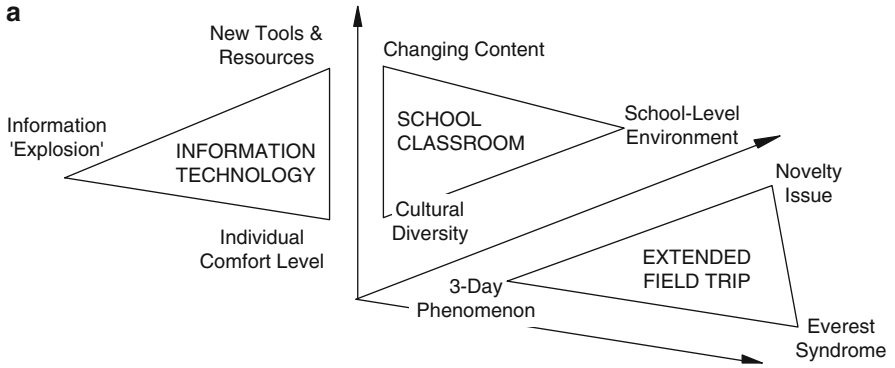 a
New Tools &
Resources
Information
'Explosion'
INFORMATION
TECHNOLOGY
Individual
Comfort Level
Changing Content
SCHOOL
CLASSROOM
School-Level
Environment
Cultural
Diversity
Novelty
Issue
EXTENDED
FIELD TRIP
3-Day
Phenomenon
Everest
Syndrome